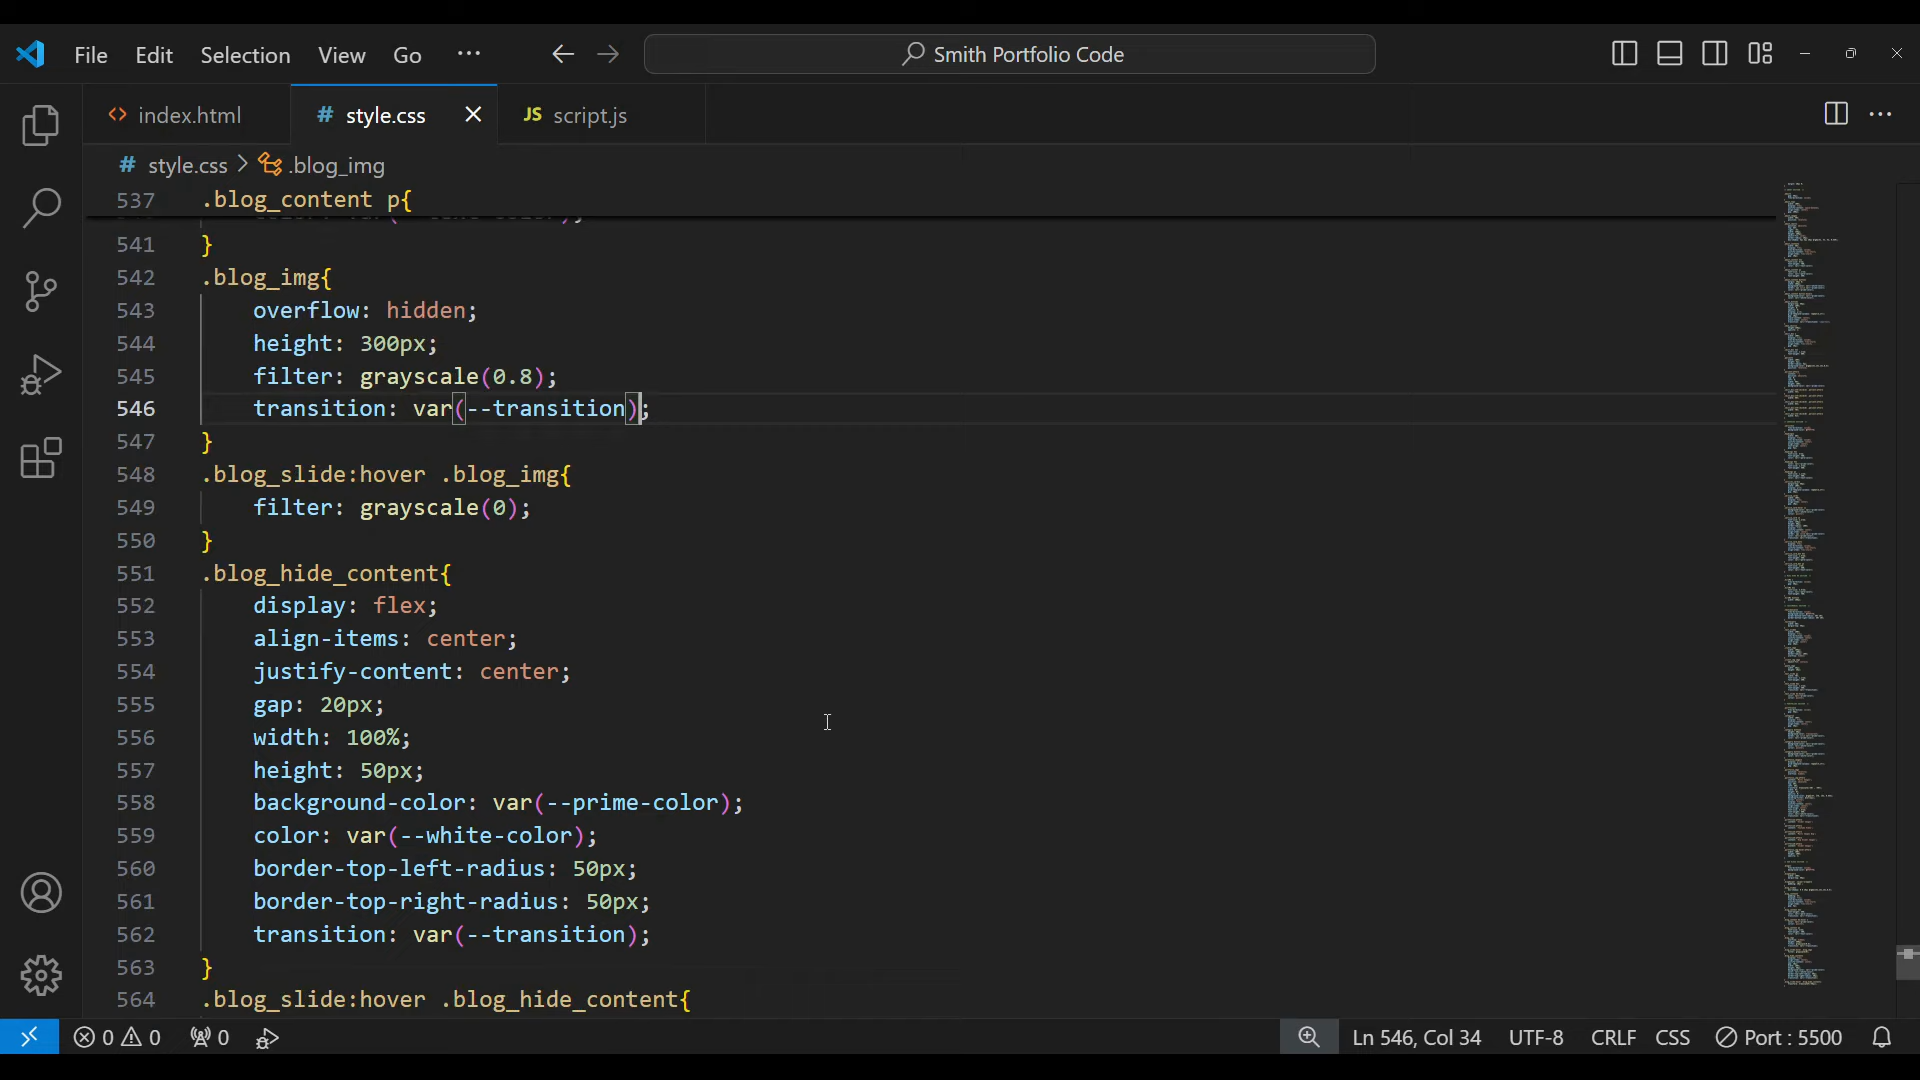 File Edit Selection View Go ··· Smith Portfolio Code
index.html # style.css JS script.js
# style.css > .blog_img
537 .blog_content p{
541 }
542 .blog_img{
543 overflow: hidden;
544 height: 300px;
545 filter: grayscale(0.8);
546 transition: var(--transition);
547 }
548 .blog_slide:hover .blog_img{
549 filter: grayscale(0);
550 }
551 .blog_hide_content{
552 display: flex;
553 align-items: center;
554 justify-content: center;
555 gap: 20px;
556 width: 100%;
557 height: 50px;
558 background-color: var(--prime-color);
559 color: var(--white-color);
560 border-top-left-radius: 50px;
561 border-top-right-radius: 50px;
562 transition: var(--transition);
563 }
564 .blog_slide:hover .blog_hide_content{
0 0 0 Ln 546, Col 34 UTF-8 CRLF CSS Port : 5500